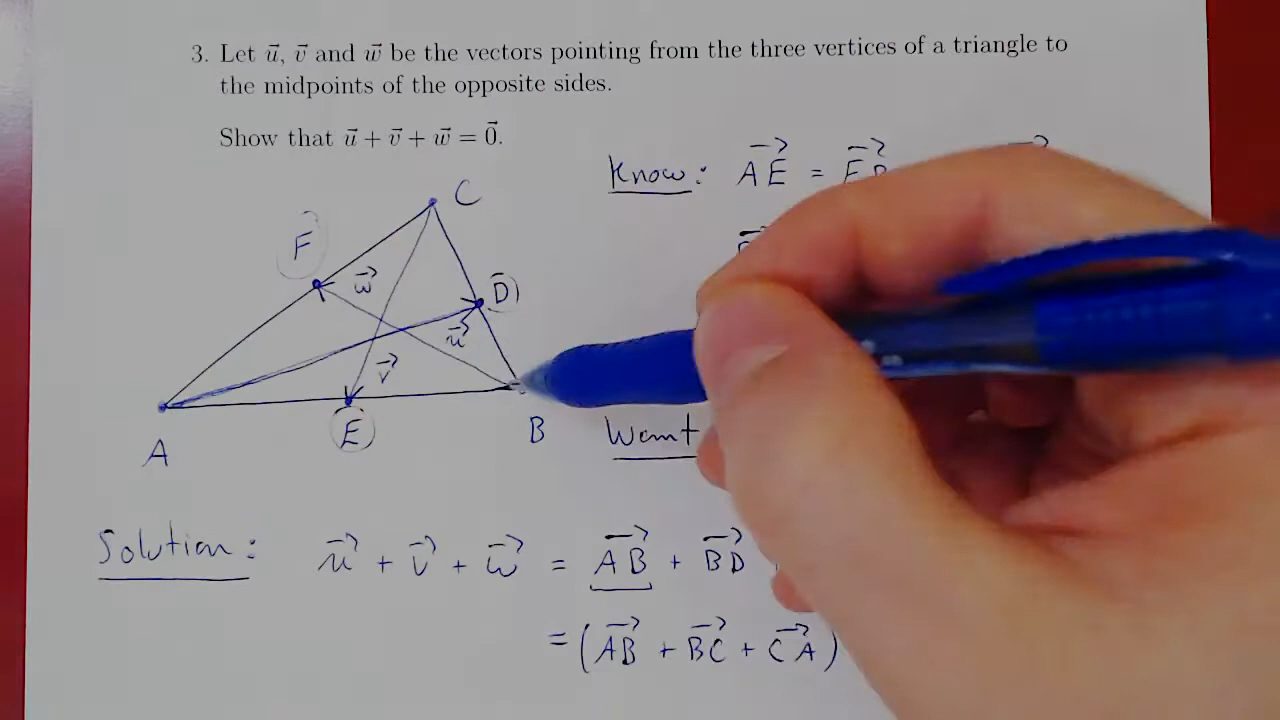 3. Let u⃗, v⃗ and w⃗ be the vectors pointing from the three vertices of a triangle to
the midpoints of the opposite sides.
Show that u⃗ + v⃗ + w⃗ = 0⃗.
Know: AE⃗ =
C
F
w⃗
D
u⃗
v⃗
A
E
B
Want
Solution: u⃗ + v⃗ + w⃗ = AB⃗ + BD⃗
= (AB⃗ + BC⃗ + CA⃗)